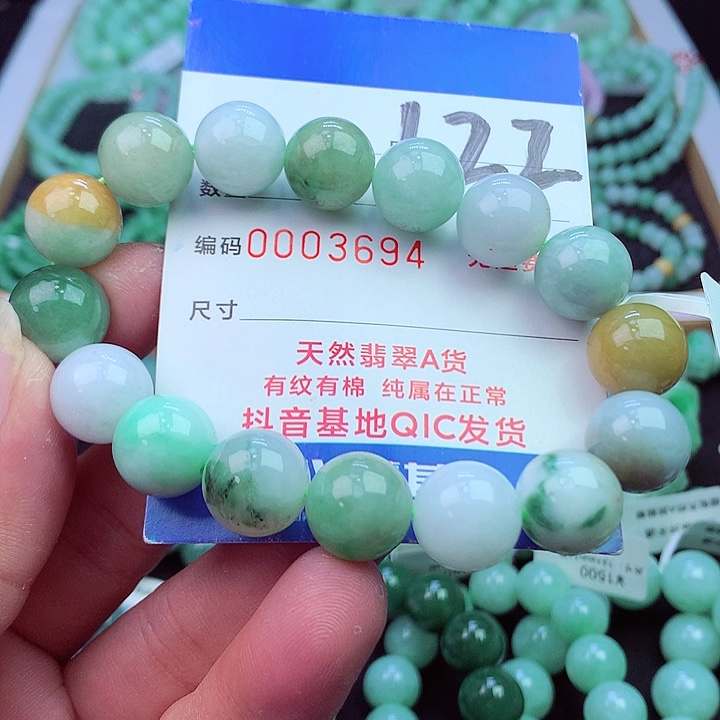 122
编码0003694
尺寸
天然翡翠A货
有纹有棉 纯属在正常
抖音基地QIC发货
¥1500